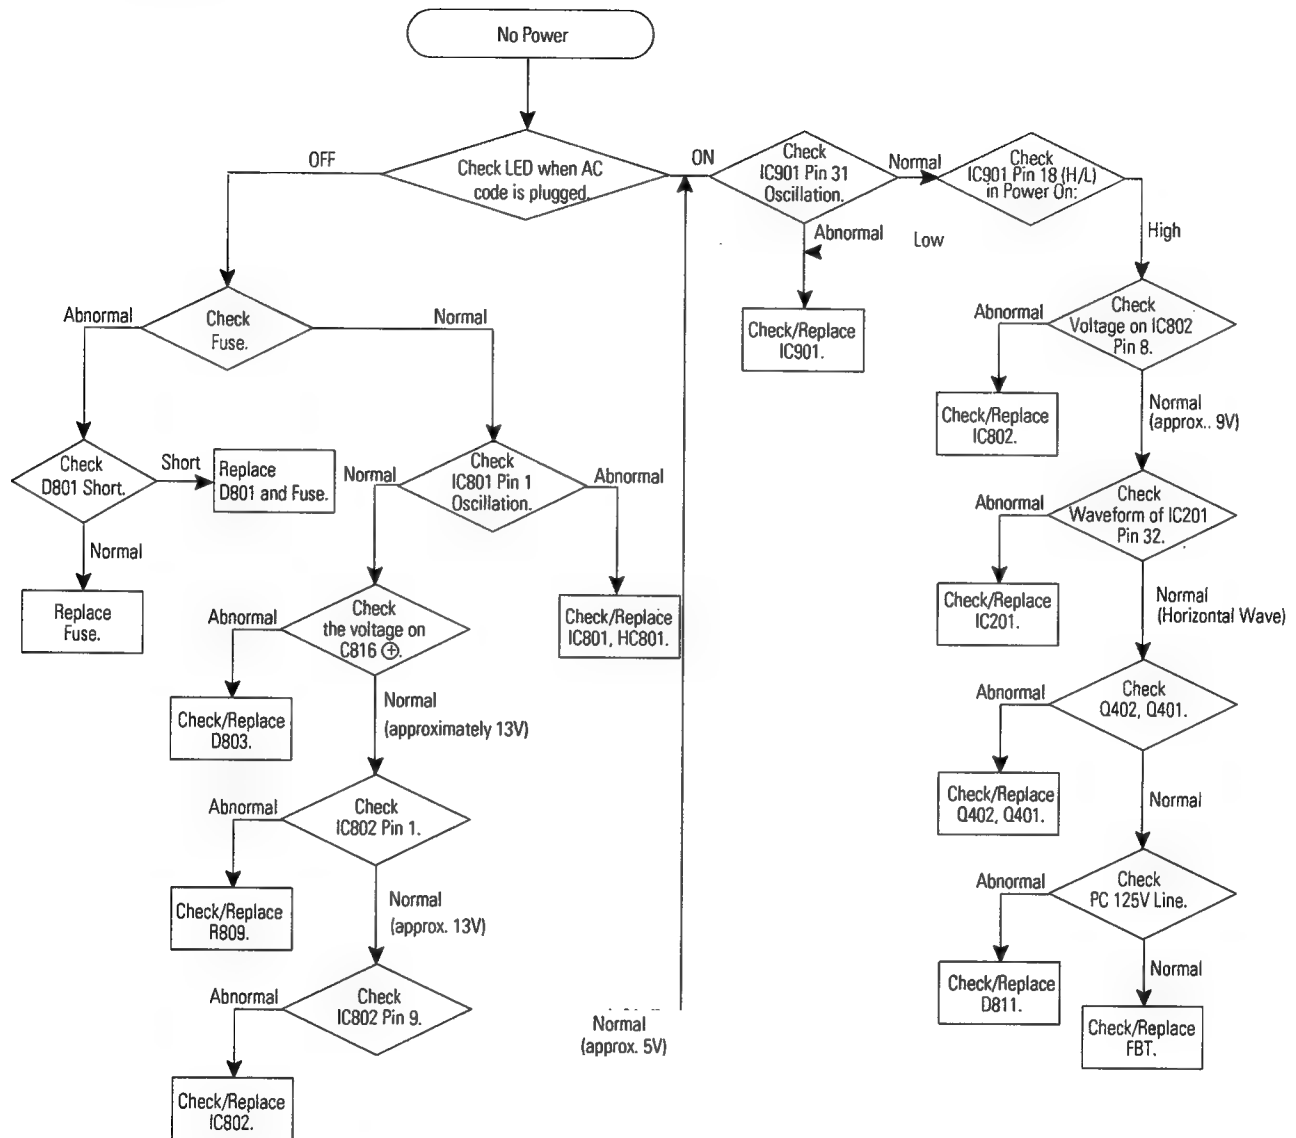 No Power
Check LED when AC
code is plugged.
OFF
ON
Check
IC901 Pin 31
Oscillation.
Normal
Check
IC901 Pin 18 (H/L)
in Power On:
Abnormal
Low
High
Check/Replace
IC901.
Check
Fuse.
Abnormal
Normal
Check
D801 Short.
Short
Replace
D801 and Fuse.
Normal
Replace
Fuse.
Check
IC801 Pin 1
Oscillation.
Normal
Abnormal
Check/Replace
IC801, HC801.
Check
the voltage on
C816 ⊕.
Abnormal
Check/Replace
D803.
Normal
(approximately 13V)
Check
IC802 Pin 1.
Abnormal
Check/Replace
R809.
Normal
(approx. 13V)
Check
IC802 Pin 9.
Abnormal
Check/Replace
IC802.
Normal
(approx. 5V)
Check
Voltage on IC802
Pin 8.
Abnormal
Check/Replace
IC802.
Normal
(approx.. 9V)
Check
Waveform of IC201
Pin 32.
Abnormal
Check/Replace
IC201.
Normal
(Horizontal Wave)
Check
Q402, Q401.
Abnormal
Check/Replace
Q402, Q401.
Normal
Check
PC 125V Line.
Abnormal
Check/Replace
D811.
Normal
Check/Replace
FBT.